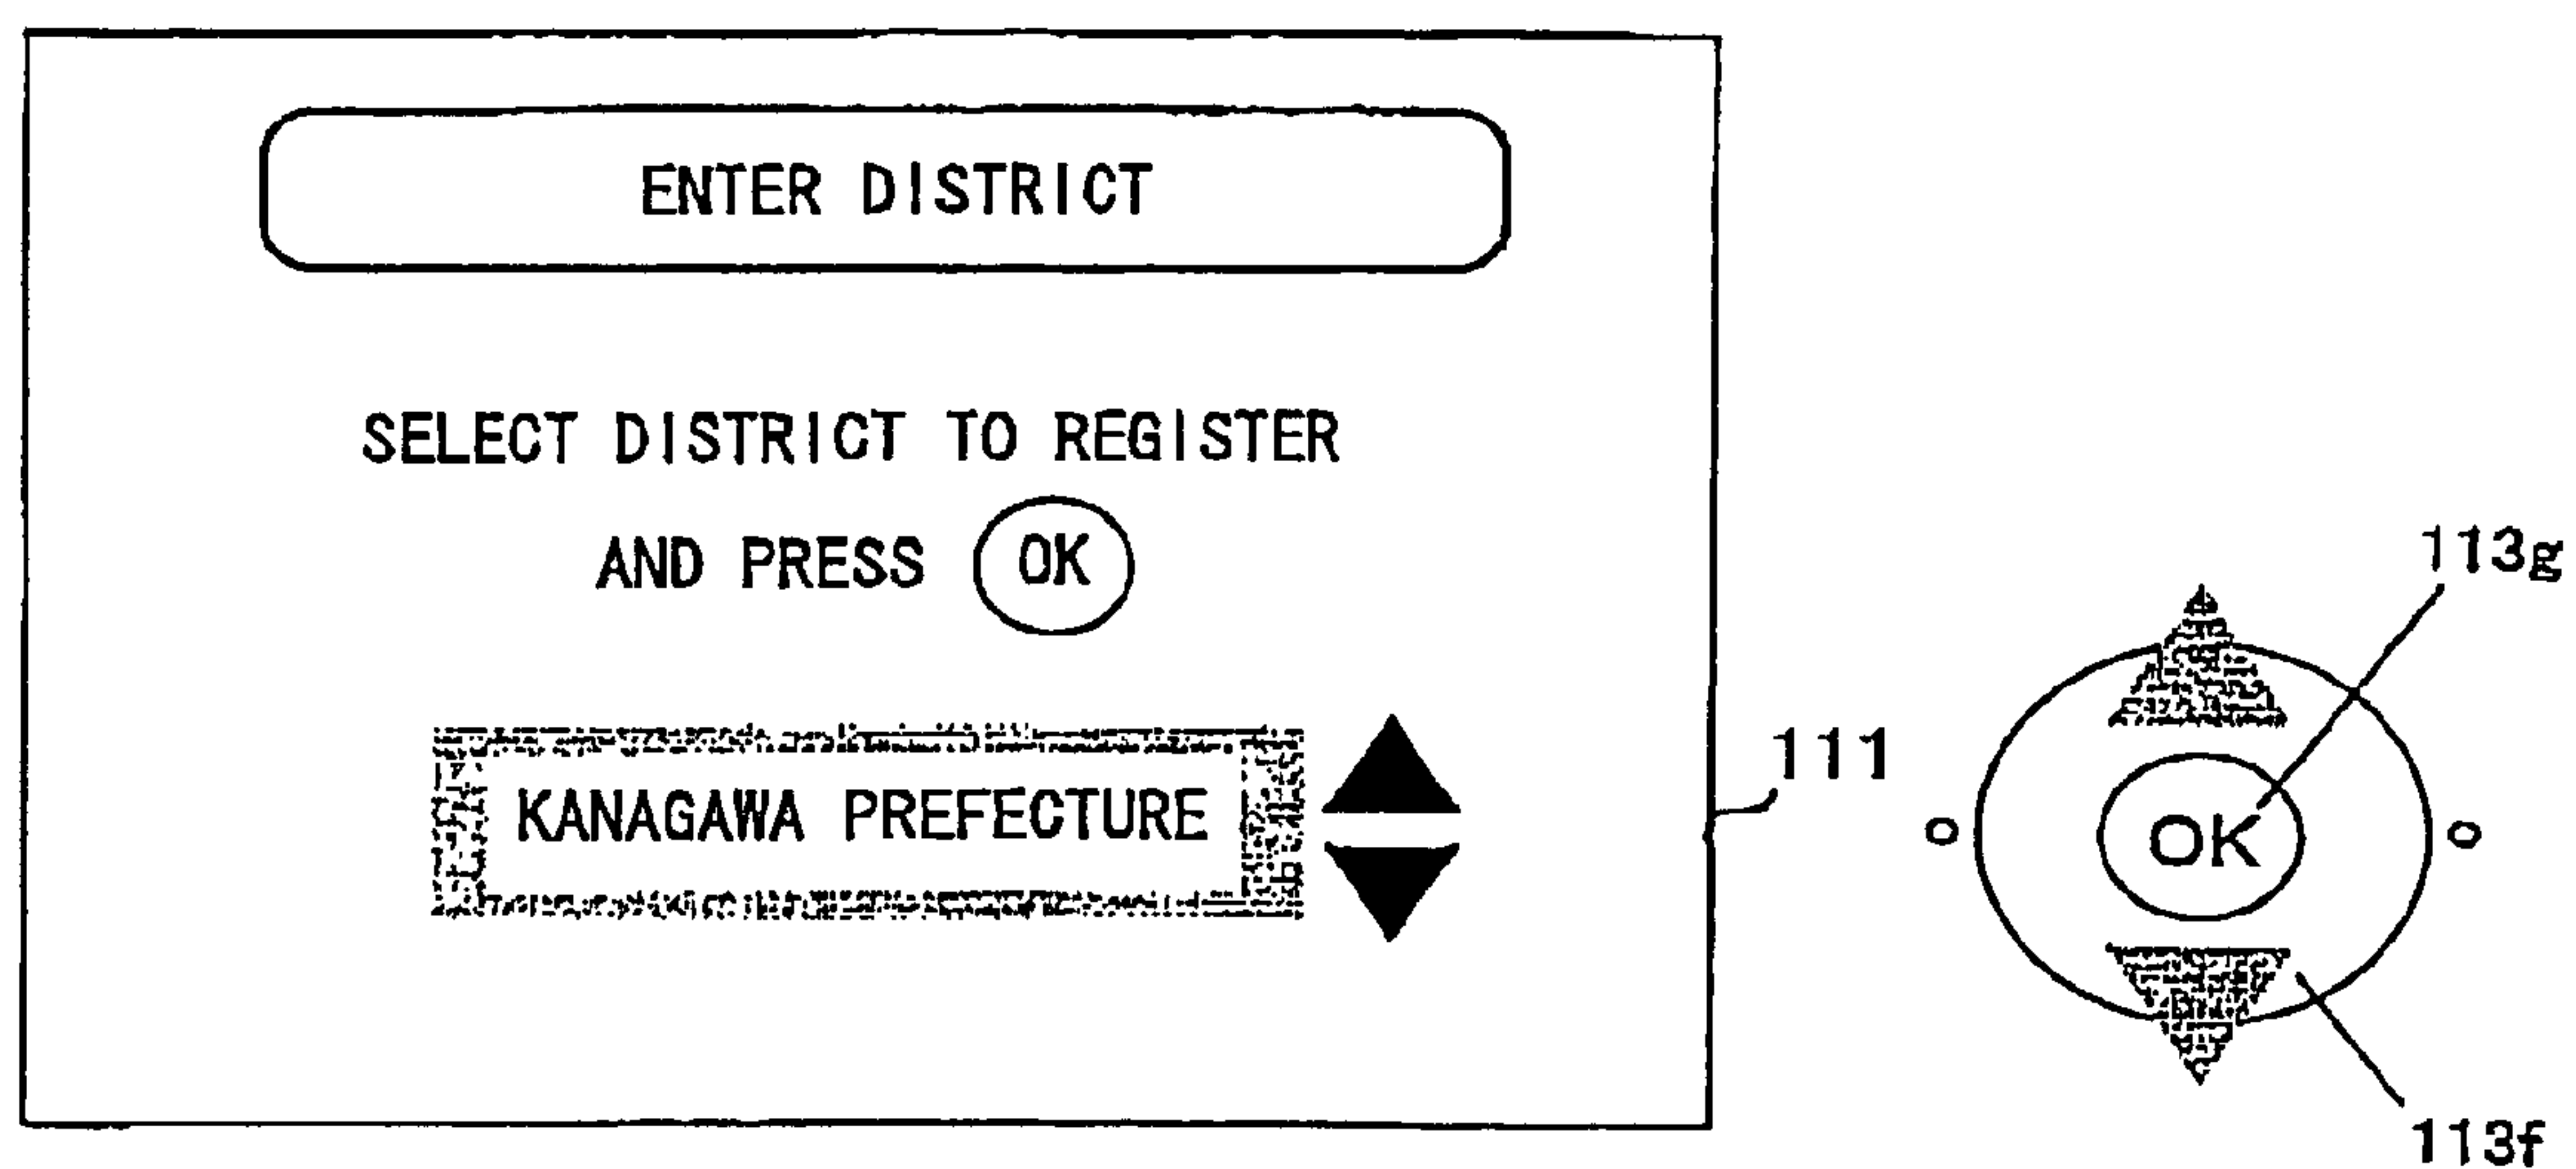 ENTER DISTRICT
SELECT DISTRICT TO REGISTER
AND PRESS OK
KANAGAWA PREFECTURE
111
113g
OK
113f